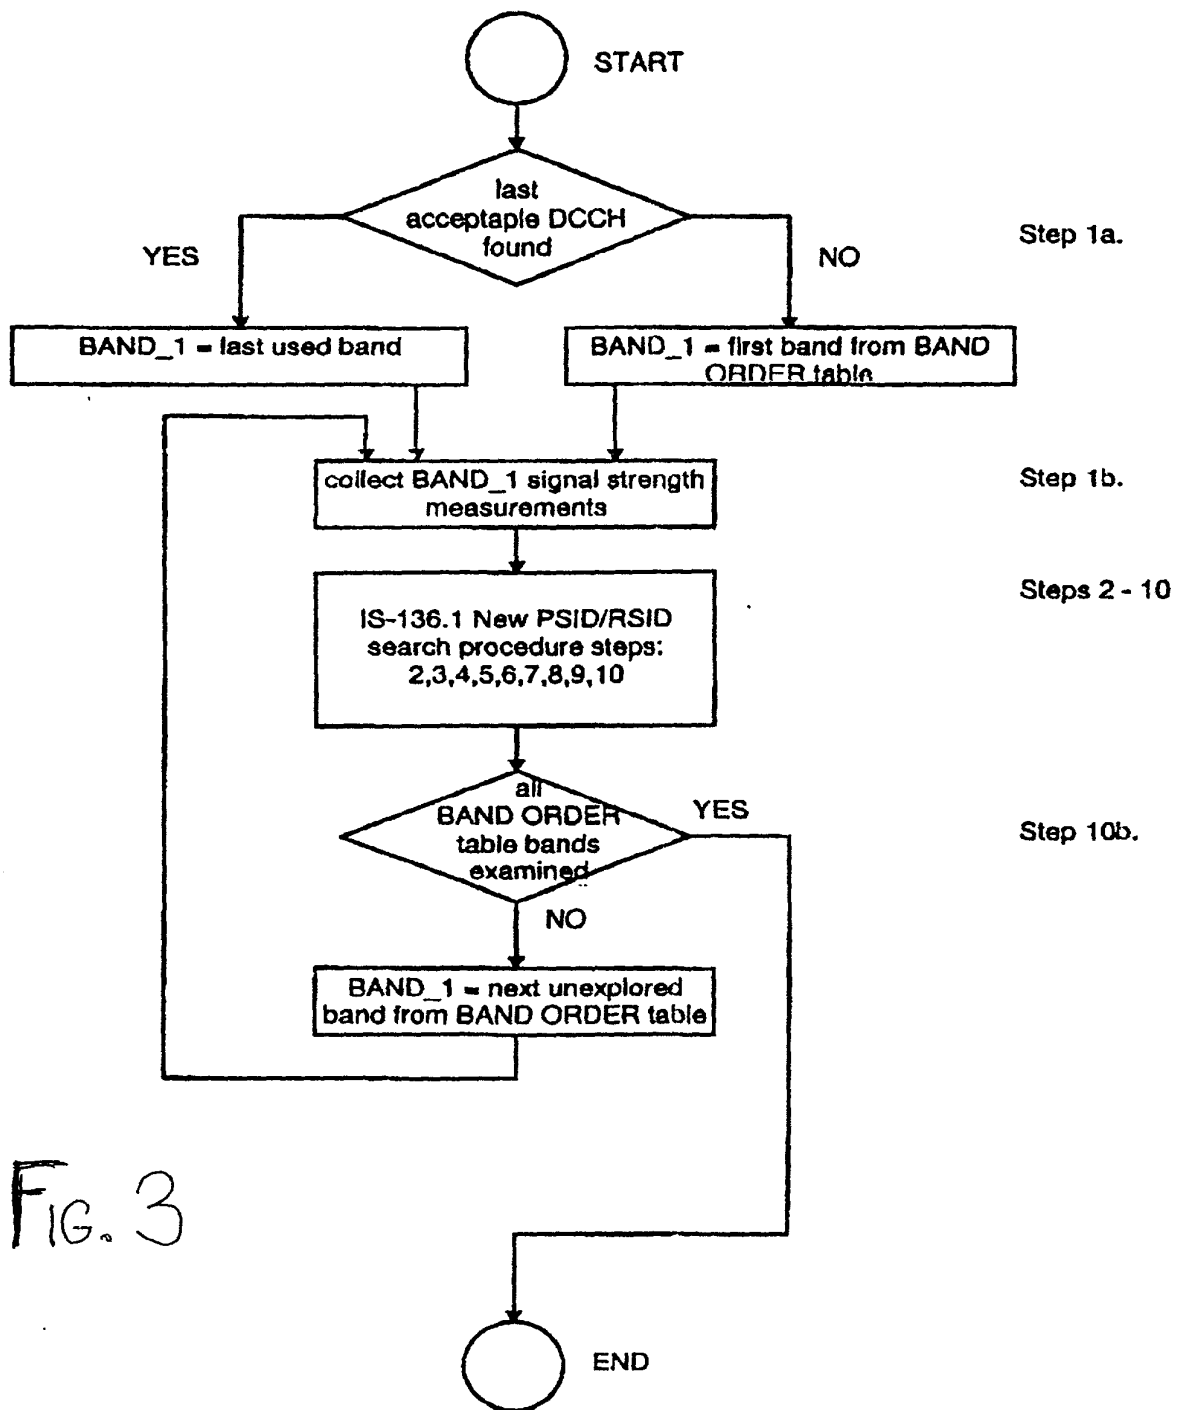 START
last
acceptaple DCCH
found
Step 1a.
YES
NO
BAND_1 = last used band
BAND_1 = first band from BAND
ORDER table
collect BAND_1 signal strength
measurements
Step 1b.
IS-136.1 New PSID/RSID
search procedure steps:
2,3,4,5,6,7,8,9,10
Steps 2 - 10
all
BAND ORDER
table bands
examined
YES
Step 10b.
NO
BAND_1 = next unexplored
band from BAND ORDER table
FIG. 3
END